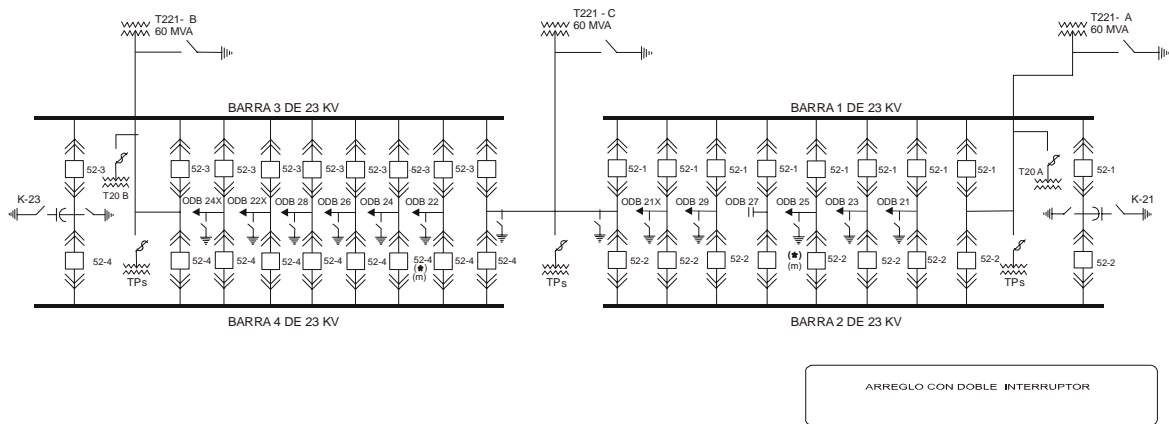 T221- B
60 MVA
T221 - C
60 MVA
T221- A
60 MVA
BARRA 3 DE 23 KV
BARRA 1 DE 23 KV
52-3
52-3
52-3
52-3
52-3
52-3
52-3
52-3
52-3
52-1
52-1
52-1
52-1
52-1
52-1
52-1
52-1
52-1
T20 B
T20 A
K-23
ODB 24X
ODB 22X
ODB 28
ODB 26
ODB 24
ODB 22
ODB 21X
ODB 29
ODB 27
ODB 25
ODB 23
ODB 21
K-21
52-4
52-4
52-4
52-4
52-4
52-4
52-4
52-4
52-4
52-2
52-2
52-2
52-2
52-2
52-2
52-2
52-2
(*)
(m)
(*)
(m)
TPs
TPs
TPs
BARRA 4 DE 23 KV
BARRA 2 DE 23 KV
ARREGLO CON DOBLE INTERRUPTOR